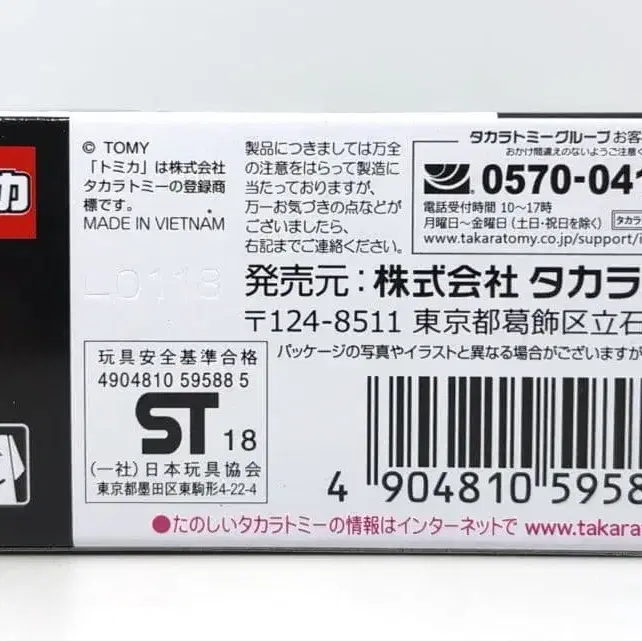 カ
© TOMY
「トミカ」は株式会社
タカラトミーの登録商
標です。
MADE IN VIETNAM
L0118
製品につきましては万全
の注意をはらって製造に
当たっておりますが、
万一お気づきの点などが
ございましたら、
右記までご連絡ください。
タカラトミーグループ お客
おかけ間違えのないようご注意く
0570-041
電話受付時間 10〜17時
月曜日〜金曜日（土・日・祝日を除く）
タカラ
www.takaratomy.co.jp/support/i
発売元：株式会社 タカラ
〒124-8511 東京都葛飾区立石
パッケージの写真やイラストと異なる場合がございますが
玩具安全基準合格
4904810 59588 5
ST 18
(一社)日本玩具協会
東京都墨田区東駒形4-22-4
4 904810 5958
●たのしいタカラトミーの情報はインターネットで www.takara